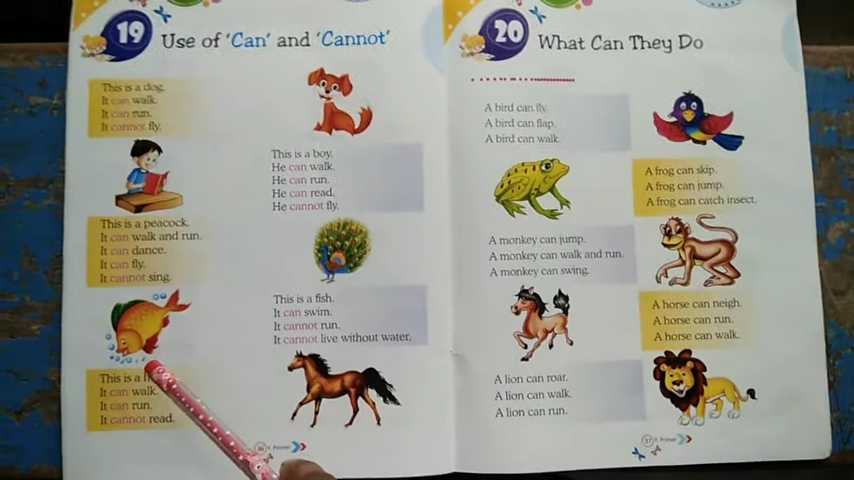 19
Use of 'Can' and 'Cannot'
This is a dog.
It can walk.
It can run.
It cannot fly.
This is a boy.
He can walk.
He can run.
He can read.
He cannot fly.
This is a peacock.
It can walk and run.
It can dance.
It can fly.
It cannot sing.
This is a fish.
It can swim.
It cannot run.
It cannot live without water.
This is a
It can walk.
It can run.
It cannot read.
Primer
20
What Can They Do
A bird can fly.
A bird can flap.
A bird can walk.
A frog can skip.
A frog can jump.
A frog can catch insect.
A monkey can jump.
A monkey can walk and run.
A monkey can swing.
A horse can neigh.
A horse can run.
A horse can walk.
A lion can roar.
A lion can walk.
A lion can run.
Primer